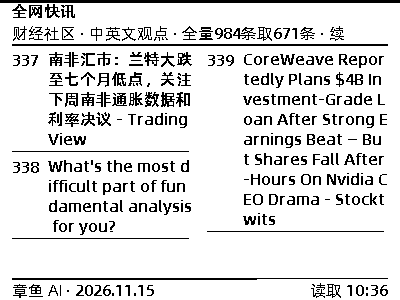 全网快讯
财经社区 · 中英文观点 · 全量984条取671条 · 续
337 南非汇市：兰特大跌
至七个月低点，关注
下周南非通胀数据和
利率决议 - Trading
View
338 What's the most d
ifficult part of fun
damental analysis
for you?
339 CoreWeave Repor
tedly Plans $4B In
vestment-Grade L
oan After Strong E
arnings Beat — Bu
t Shares Fall After
-Hours On Nvidia C
EO Drama - Stockt
wits
章鱼 AI · 2026.11.15
读取 10:36